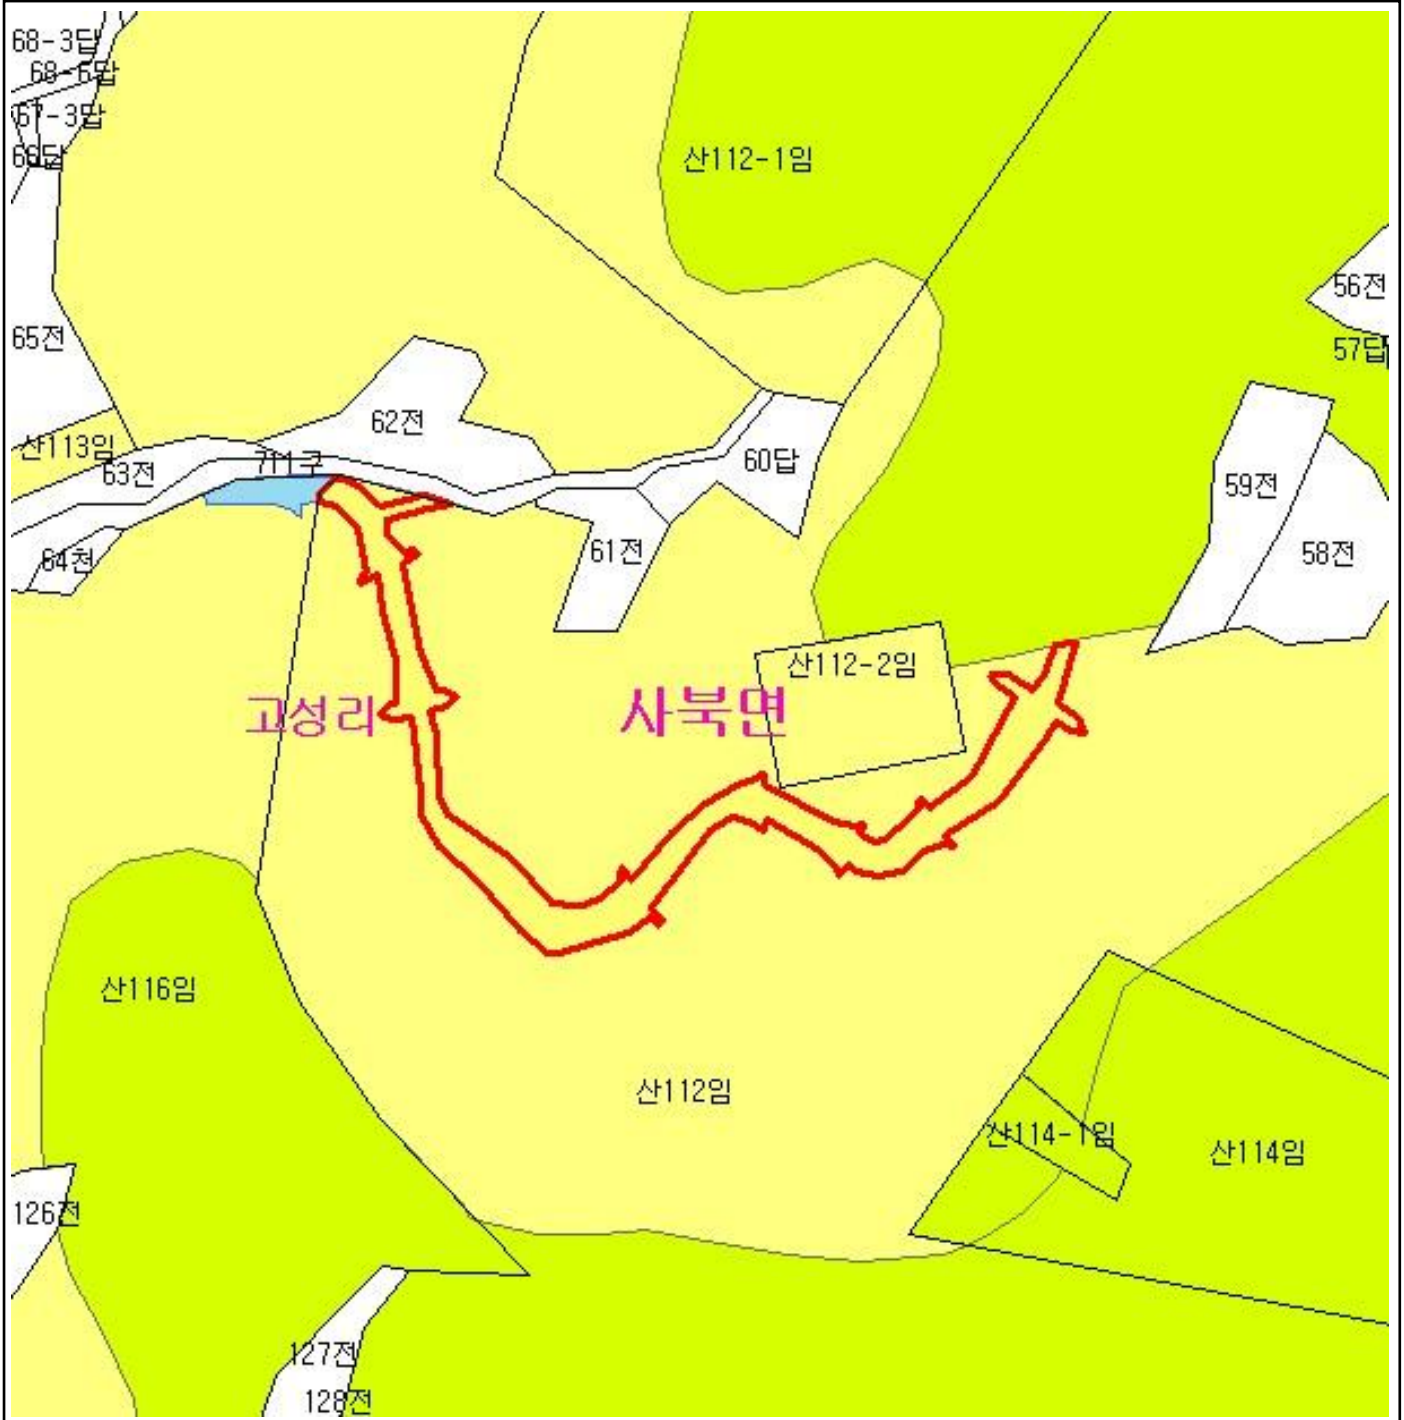 68-3답
68-6답
67-3답
66답
산112-1임
56전
65전
57답
62전
산113임
63전
711구
60답
59전
64천
61전
58전
산112-2임
고성리
사북면
산116임
산112임
산114-1임
산114임
126전
127전
128전